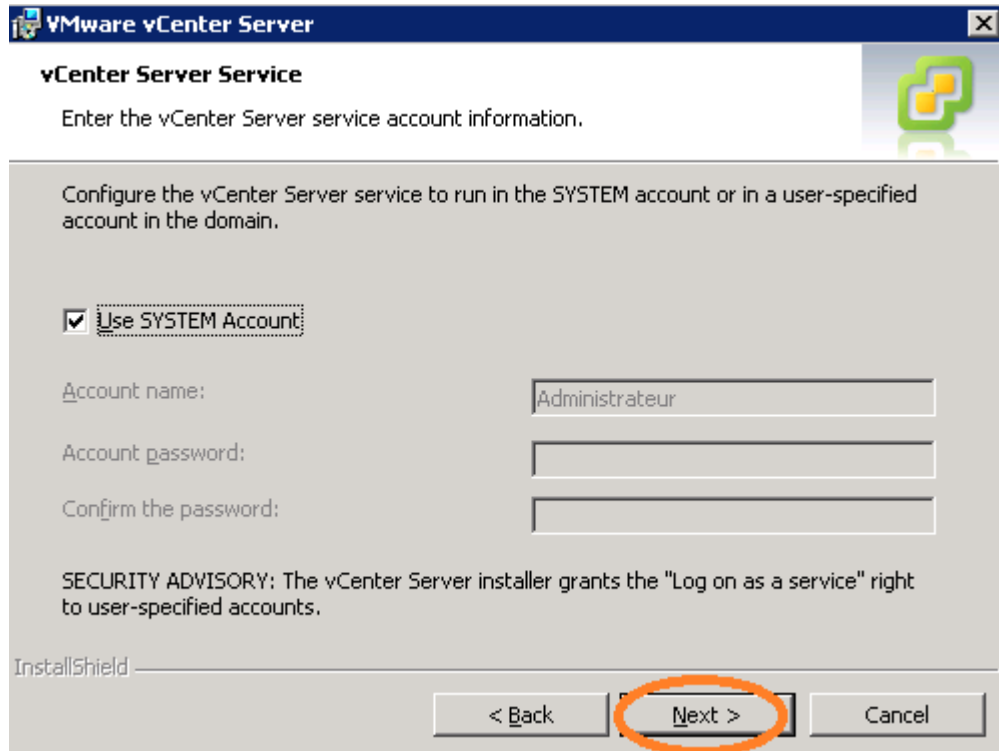 VMware vCenter Server
vCenter Server Service
Enter the vCenter Server service account information.
Configure the vCenter Server service to run in the SYSTEM account or in a user-specified
account in the domain.
Use SYSTEM Account
Account name:
Administrateur
Account password:
Confirm the password:
SECURITY ADVISORY: The vCenter Server installer grants the "Log on as a service" right
to user-specified accounts.
InstallShield
< Back
Next >
Cancel